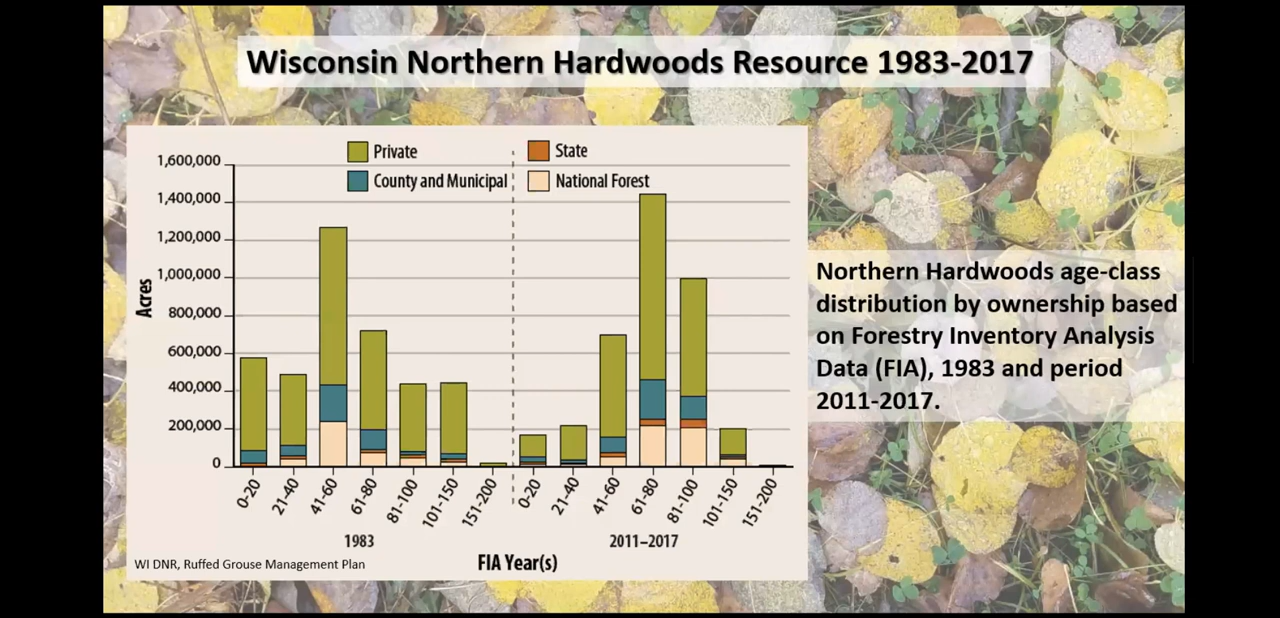 Wisconsin Northern Hardwoods Resource 1983-2017
Private
State
County and Municipal
National Forest
1,600,000
1,400,000
1,200,000
1,000,000
800,000
600,000
400,000
200,000
0
Acres
0-20
21-40
41-60
61-80
81-100
101-150
151-200
0-20
21-40
41-60
61-80
81-100
101-150
151-200
1983
2011–2017
FIA Year(s)
WI DNR, Ruffed Grouse Management Plan
Northern Hardwoods age-class
distribution by ownership based
on Forestry Inventory Analysis
Data (FIA), 1983 and period
2011-2017.